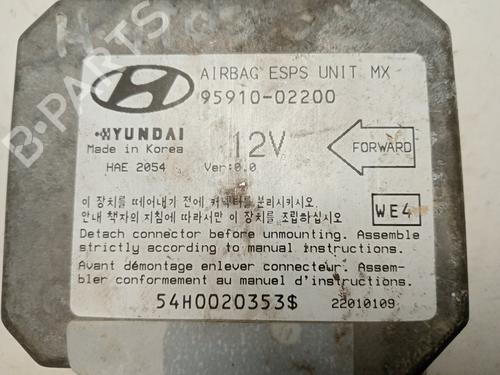 B-PARTS
AIRBAG ESPS UNIT MX
95910-02200
HYUNDAI
12V
FORWARD
Made in Korea
HAE 2054
Ver:0.0
이 장치를 떼어내기 전에 커넥터를 분리시키시오.
안내 책자의 지침에 따라서만 이 장치를 조립하십시오
WE4
Detach connector before unmounting. Assemble
strictly according to manual instructions.
Avant démontage enlever connecteur. Assem-
bler conformement au manuel d'instructions.
54H0020353$
22010109